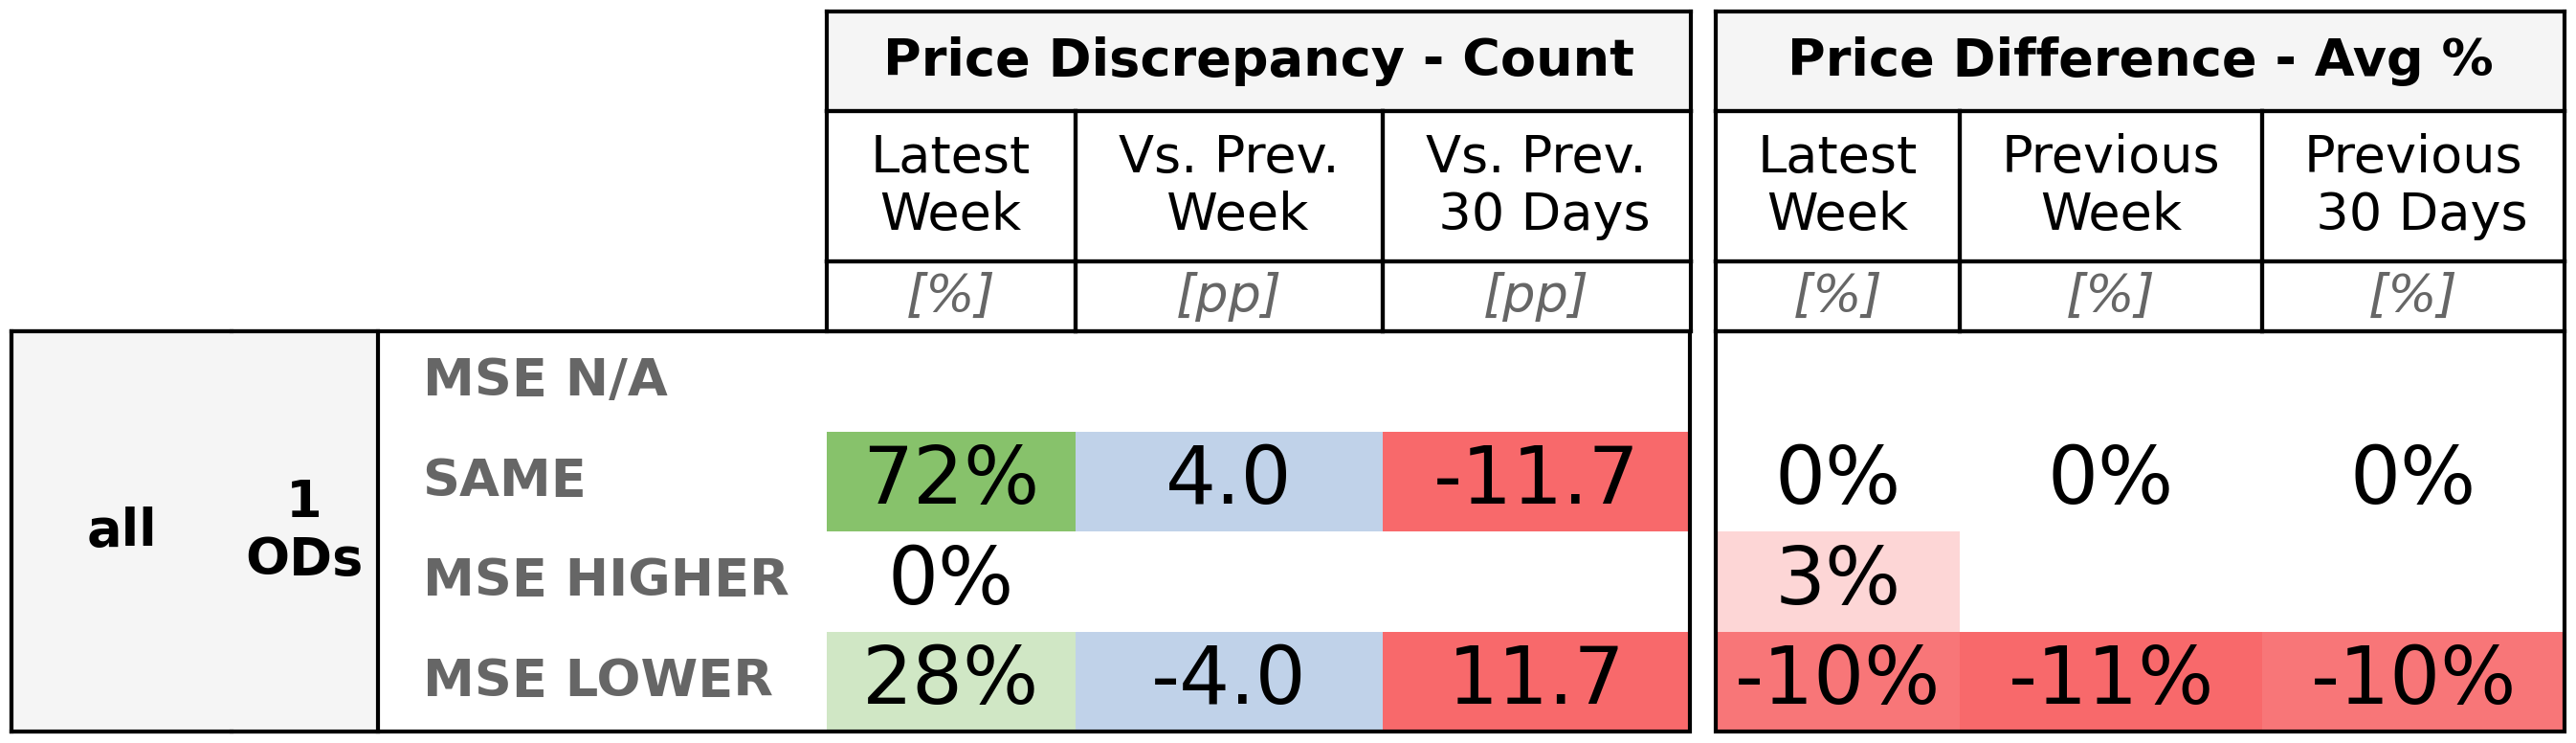 Price Discrepancy - Count
Price Difference - Avg %
Latest Week
Vs. Prev. Week
Vs. Prev. 30 Days
Latest Week
Previous Week
Previous 30 Days
[%]
[pp]
[pp]
[%]
[%]
[%]
all
1 ODs
MSE N/A
SAME
72%
4.0
-11.7
0%
0%
0%
MSE HIGHER
0%
3%
MSE LOWER
28%
-4.0
11.7
-10%
-11%
-10%